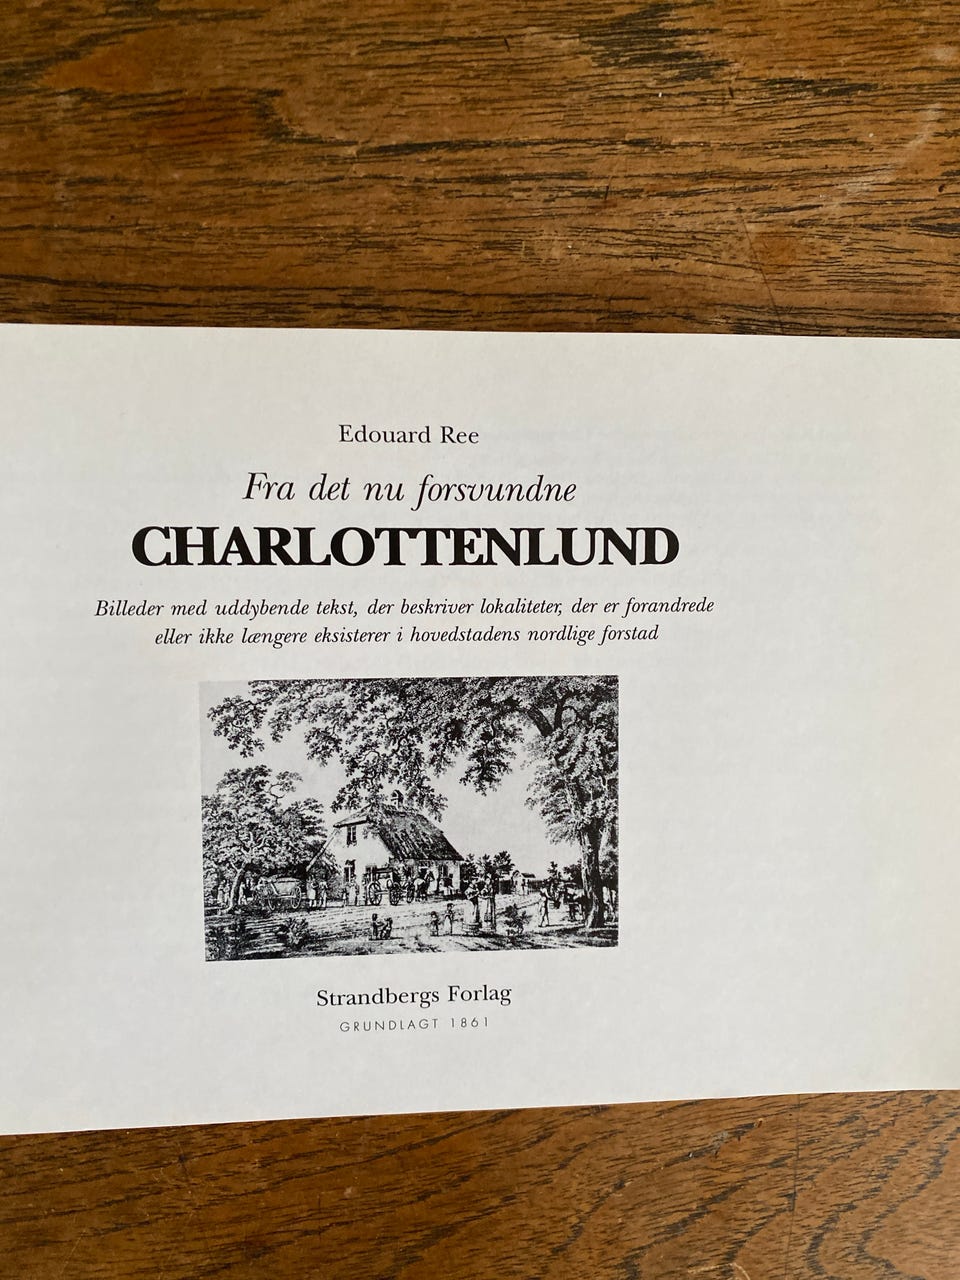 Edouard Ree
Fra det nu forsvundne
CHARLOTTENLUND
Billeder med uddybende tekst, der beskriver lokaliteter, der er forandrede
eller ikke længere eksisterer i hovedstadens nordlige forstad
Strandbergs Forlag
GRUNDLAGT 1861